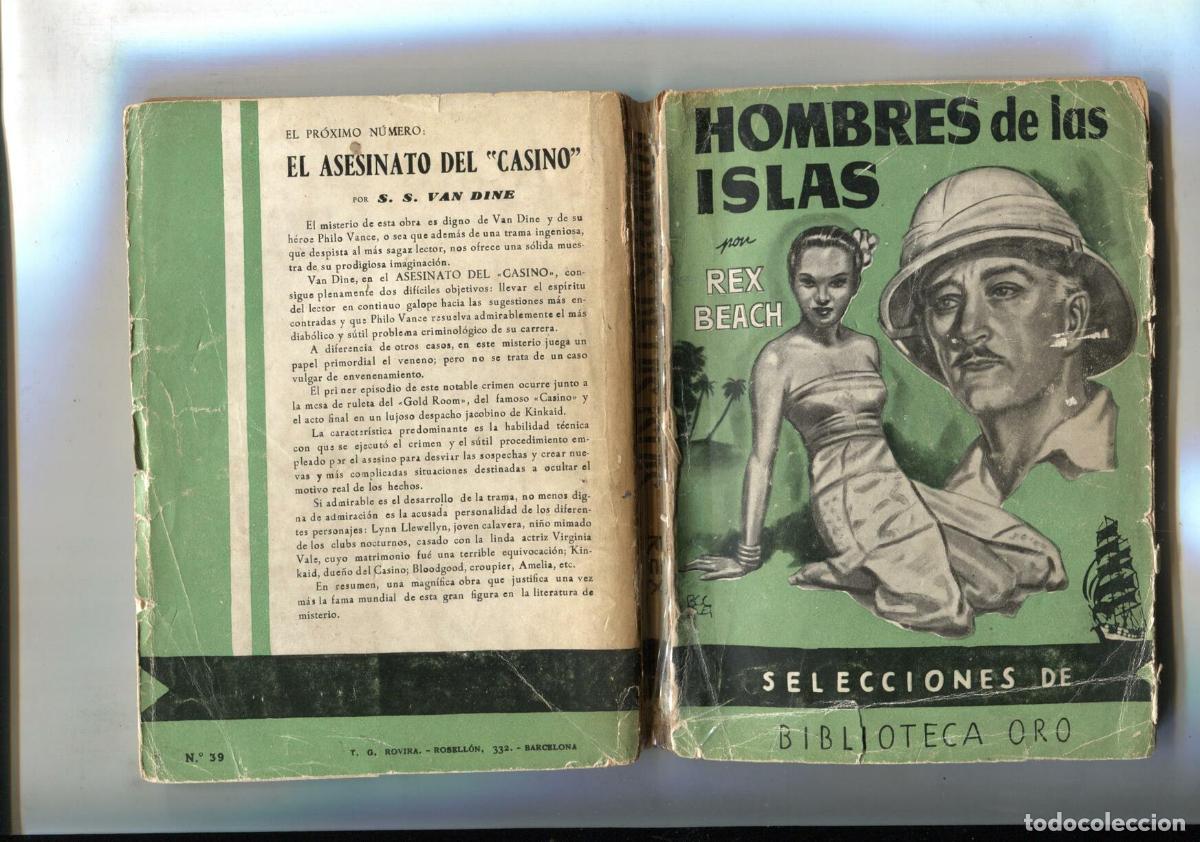 EL PRÓXIMO NÚMERO:
EL ASESINATO DEL "CASINO"
POR S. S. VAN DINE
El misterio de esta obra es digno de Van Dine y de su
héroe Philo Vance, o sea que además de una trama ingeniosa,
que despista al más sagaz lector, nos ofrece una sólida mues-
tra de su prodigiosa imaginación.
Van Dine, en el ASESINATO DEL «CASINO», con-
sigue plenamente dos difíciles objetivos: llevar el espíritu
del lector en continuo galope hacia las sugestiones más en-
contradas y que Philo Vance resuelva admirablemente el más
diabólico y sútil problema criminológico de su carrera.
A diferencia de otros casos, en este misterio juega un
papel primordial el veneno; pero no se trata de un caso
vulgar de envenenamiento.
El primer episodio de este notable crimen ocurre junto a
la mesa de ruleta del «Gold Room», del famoso «Casino» y
el acto final en un lujoso despacho jacobino de Kinkaid.
La característica predominante es la habilidad técnica
con que se ejecutó el crimen y el sútil procedimiento em-
pleado por el asesino para desviar las sospechas y crear nue-
vas y más complicadas situaciones destinadas a ocultar el
motivo real de los hechos.
Si admirable es el desarrollo de la trama, no menos dig-
na de admiración es la acusada personalidad de los diferen-
tes personajes: Lynn Llewellyn, joven calavera, niño mimado
de los clubs nocturnos, casado con la linda actriz Virginia
Vale, cuyo matrimonio fué una terrible equivocación; Kin-
kaid, dueño del Casino; Bloodgood, croupier, Amelia, etc.
En resumen, una magnífica obra que justifica una vez
más la fama mundial de esta gran figura en la literatura de
misterio.
N.º 39
T. G. ROVIRA. - ROSELLÓN, 332. - BARCELONA
HOMBRES de las
ISLAS
por
REX
BEACH
SELECCIONES DE
BIBLIOTECA ORO
todocoleccion